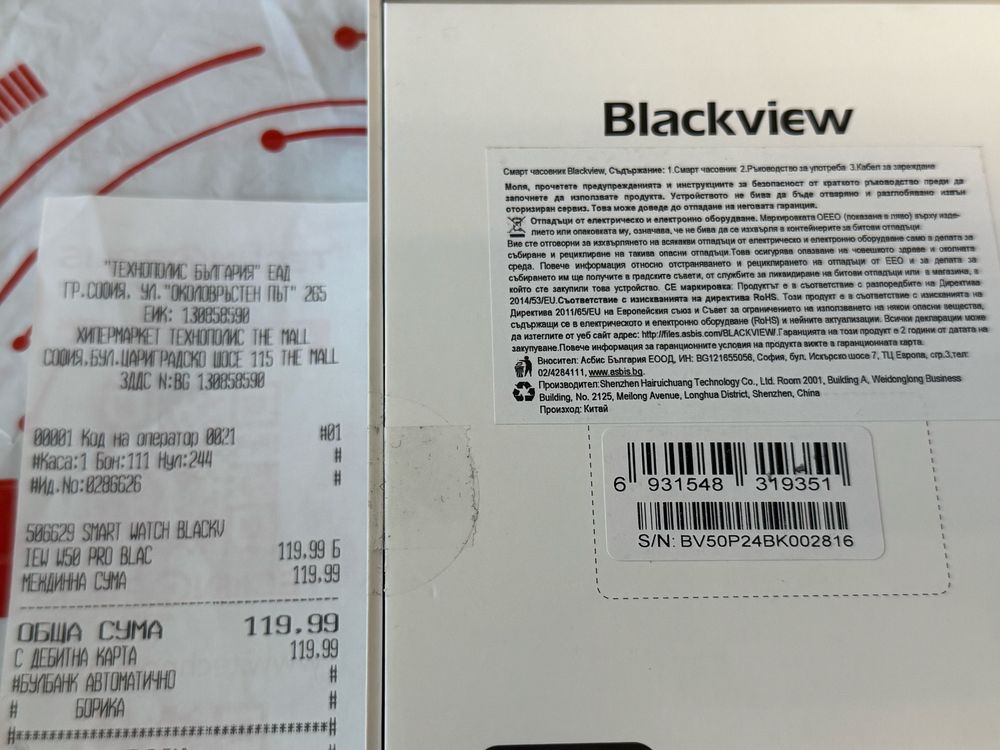 "ТЕХНОПОЛИС БЪЛГАРИЯ" ЕАД
ГР.СОФИЯ, УЛ."ОКОЛОВРЪСТЕН ПЪТ" 265
ЕИК: 130858590
ХИПЕРМАРКЕТ ТЕХНОПОЛИС THE MALL
СОФИЯ.БУЛ.ЦАРИГРАДСКО ШОСЕ 115 THE MALL
ЗДДС N:BG 130858590
00001 Код на оператор 0021 #01
#Каса:1 Бон:111 Нул:244 #
#Ид.No:0286626 #
506629 SMART WATCH BLACKV
IEW W50 PRO BLAC 119.99 Б
МЕЖДИННА СУМА 119.99
ОБЩА СУМА 119.99
С ДЕБИТНА КАРТА 119.99
#БУЛБАНК АВТОМАТИЧНО #
# БОРИКА #
Blackview
Смарт часовник Blackview, Съдържание: 1.Смарт часовник 2.Ръководство за употреба 3.Кабел за зареждане
Моля, прочетете предупрежденията и инструкциите за безопасност от краткото ръководство преди да
започнете да използвате продукта. Устройството не бива да бъде отваряно и разглобявано извън
оторизиран сервиз. Това може доведе до отпадане на неговата гаранция.
Отпадъци от електрическо и електронно оборудване. Маркировката ОЕЕО (показана в ляво) върху изде-
лието или опаковката му, означава, че не бива да се изхвърля в контейнерите за битови отпадъци.
Вие сте отговорни за изхвърлянето на всякакви отпадъци от електрическо и електронно оборудване само в депата за
събиране и рециклиране на такива опасни отпадъци.Това осигурява опазване на човешкото здраве и околната
среда. Повече информация относно отстраняването и рециклирането на отпадъци от ЕЕО и за депата за
събирането им ще получите в градските съвети, от службите за ликвидиране на битови отпадъци или в магазина, в
който сте закупили това устройство. CE маркировка: Продуктът е в съответствие с разпоредбите на Директива
2014/53/EU.Съответствие с изискванията на директива RoHS. Този продукт е в съответствие с изискванията на
Директива 2011/65/EU на Европейския съюз и Съвет за ограничението на използването на някои опасни вещества,
съдържащи се в електрическото и електронно оборудване (RoHS) и нейните актуализации. Всички декларации може
да изтеглите от уеб сайт адрес: http://files.asbis.com/BLACKVIEW.Гаранцията на този продукт е 2 години от датата на
закупуване.Повече информация за гаранционните условия на продукта вижте в гаранционната карта.
Вносител: Асбис България ЕООД, ИН: BG121655056, София, бул. Искърско шосе 7, ТЦ Европа, сгр.3,тел:
02/4284111, www.asbis.bg.
Производител:Shenzhen Hairuichuang Technology Co., Ltd. Room 2001, Building A, Weidonglong Business
Building, No. 2125, Meilong Avenue, Longhua District, Shenzhen, China
Произход: Китай
6 931548 319351
S/N: BV50P24BK002816